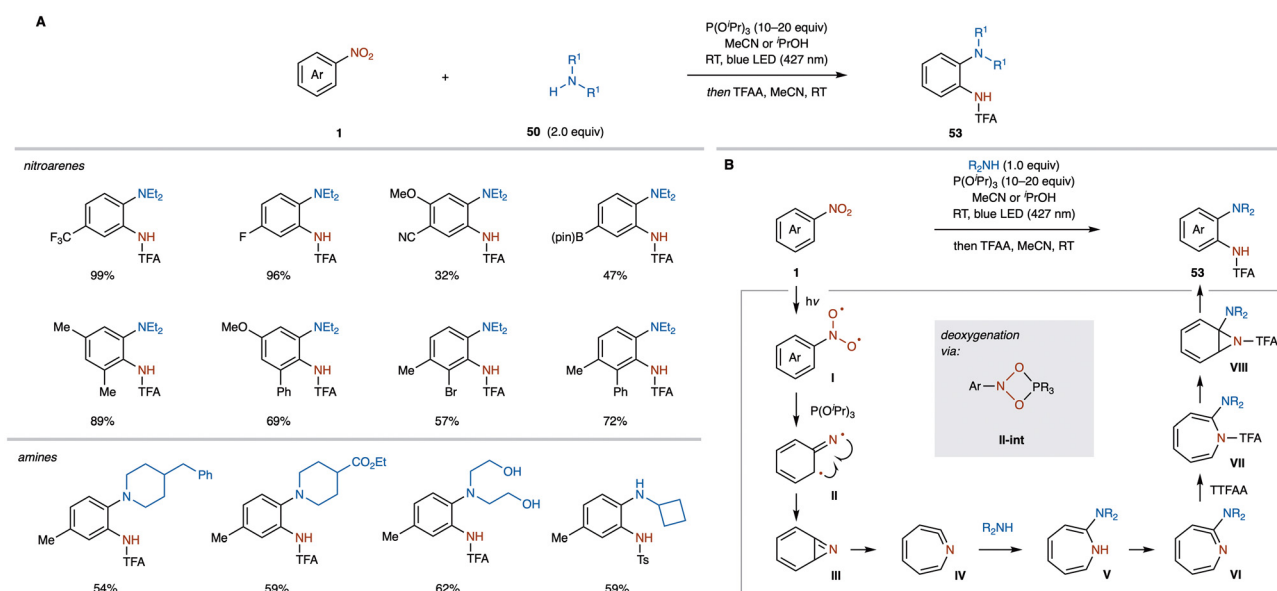 A
NO2
Ar
1
+
R1
N
H
R1
50 (2.0 equiv)
P(OiPr)3 (10–20 equiv)
MeCN or iPrOH
RT, blue LED (427 nm)
then TFAA, MeCN, RT
R1
N
R1
NH
TFA
53
nitroarenes
NEt2
F3C
NH
TFA
99%
NEt2
F
NH
TFA
96%
MeO
NEt2
NC
NH
TFA
32%
NEt2
(pin)B
NH
TFA
47%
Me
NEt2
NH
Me
TFA
89%
MeO
NEt2
NH
Ph
TFA
69%
NEt2
Me
NH
Br
TFA
57%
NEt2
Me
NH
Ph
TFA
72%
amines
Ph
N
Me
NH
TFA
54%
CO2Et
N
Me
NH
TFA
59%
OH
N
OH
Me
NH
TFA
62%
H
N
Me
NH
Ts
59%
B
NO2
Ar
1
R2NH (1.0 equiv)
P(OiPr)3 (10–20 equiv)
MeCN or iPrOH
RT, blue LED (427 nm)
then TFAA, MeCN, RT
NR2
Ar
NH
TFA
53
hν
O•
N
O•
Ar
I
P(OiPr)3
N•
•
II
deoxygenation
via:
O
Ar N PR3
O
II-int
N
III
N
IV
R2NH
NR2
NH
V
NR2
N
VI
TTFAA
NR2
N TFA
VII
NR2
N TFA
VIII